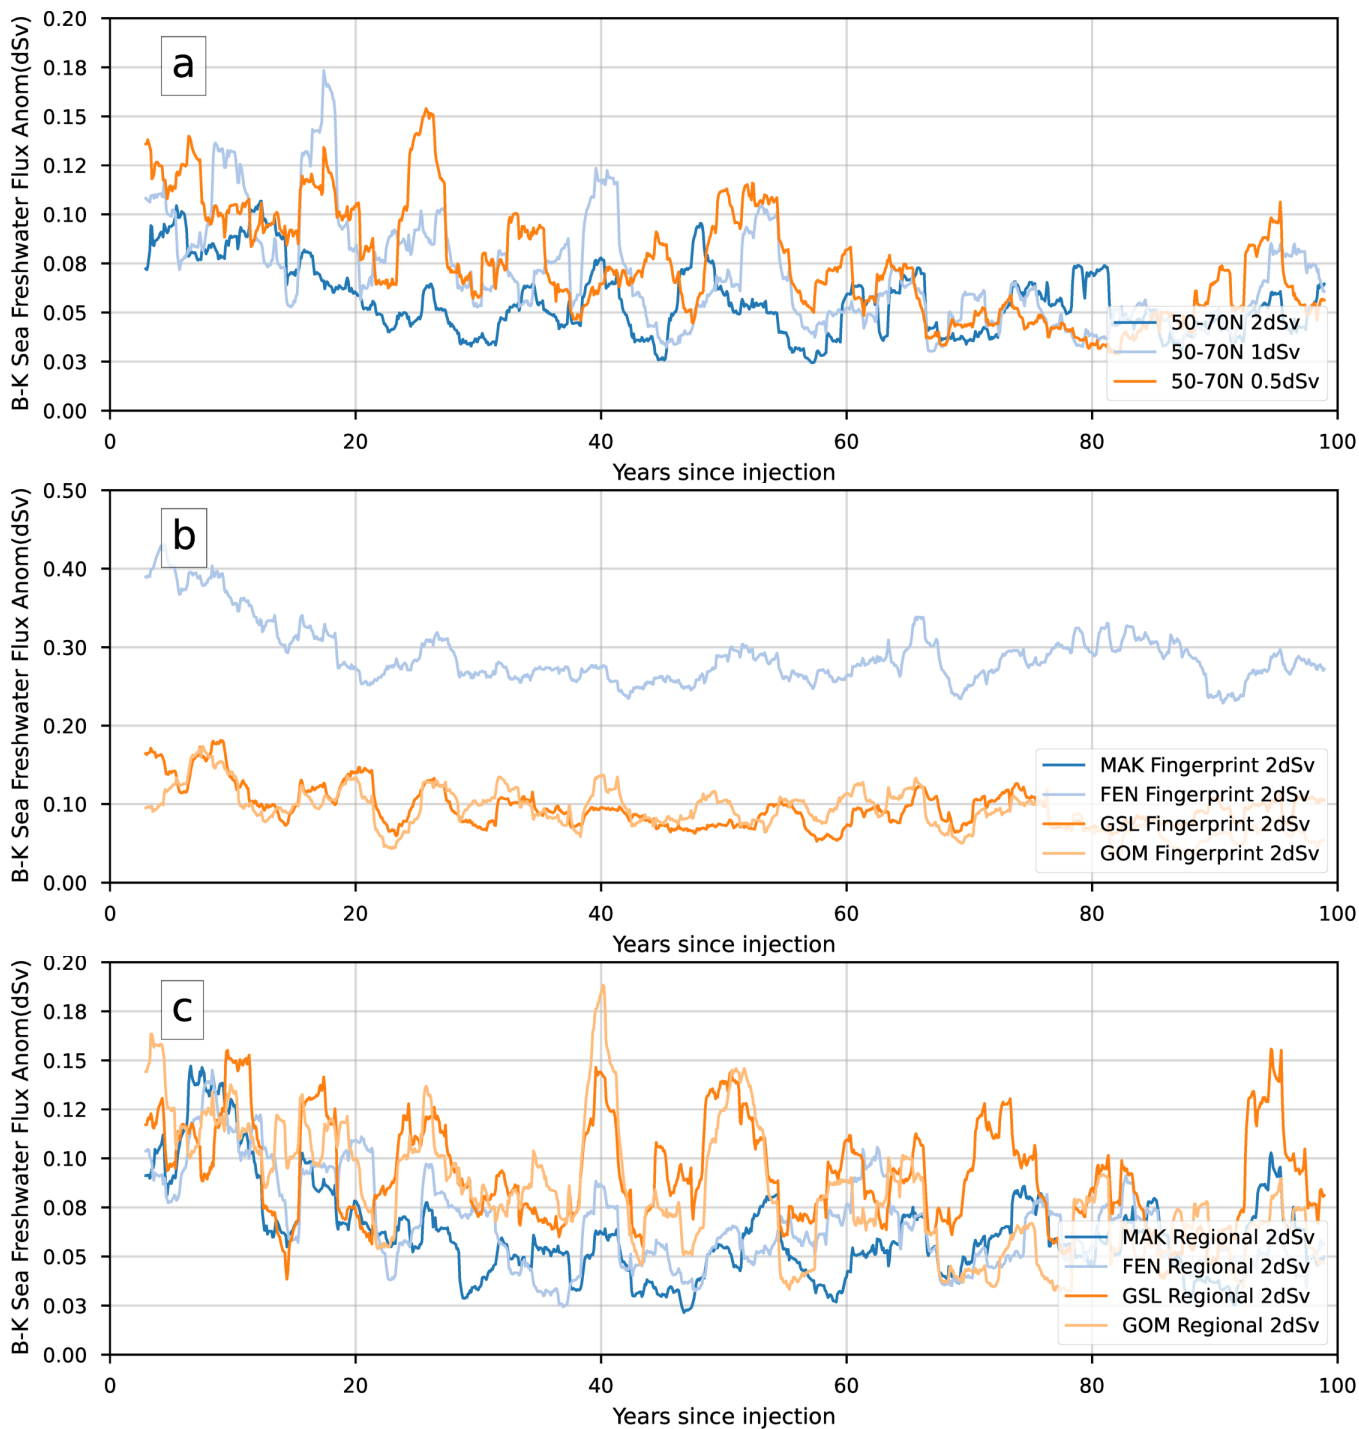 a
B-K Sea Freshwater Flux Anom(dSv)
0.20
0.18
0.15
0.12
0.10
0.08
0.05
0.03
0.00
50-70N 2dSv
50-70N 1dSv
50-70N 0.5dSv
0 20 40 60 80 100
Years since injection
b
B-K Sea Freshwater Flux Anom(dSv)
0.50
0.40
0.30
0.20
0.10
0.00
MAK Fingerprint 2dSv
FEN Fingerprint 2dSv
GSL Fingerprint 2dSv
GOM Fingerprint 2dSv
0 20 40 60 80 100
Years since injection
c
B-K Sea Freshwater Flux Anom(dSv)
0.20
0.18
0.15
0.12
0.10
0.08
0.05
0.03
0.00
MAK Regional 2dSv
FEN Regional 2dSv
GSL Regional 2dSv
GOM Regional 2dSv
0 20 40 60 80 100
Years since injection